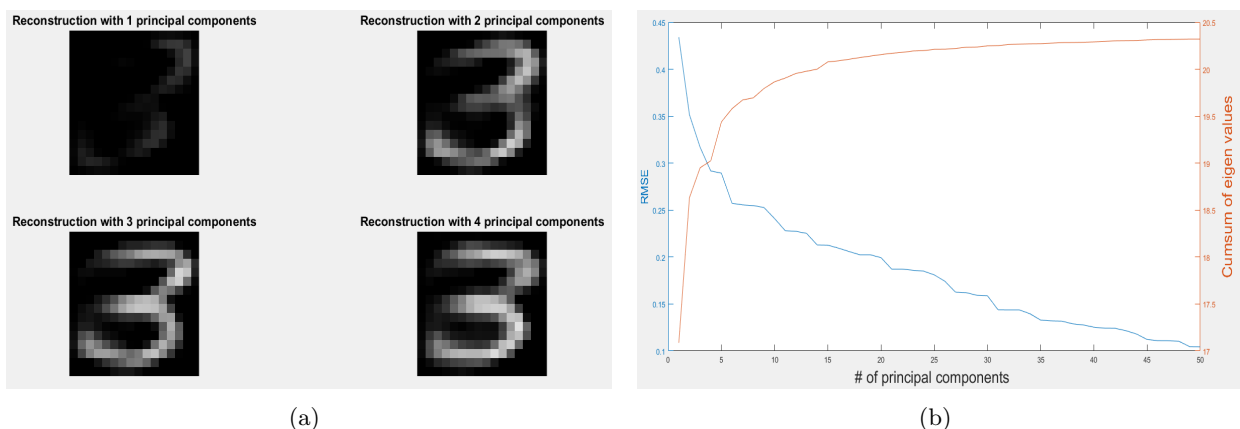 Reconstruction with 1 principal components
Reconstruction with 2 principal components
Reconstruction with 3 principal components
Reconstruction with 4 principal components
(a)
0.45
0.4
0.35
0.3
0.25
0.2
0.15
0.1
RMSE
20.5
20
19.5
19
18.5
18
17.5
17
Cumsum of eigen values
0 5 10 15 20 25 30 35 40 45 50
# of principal components
(b)